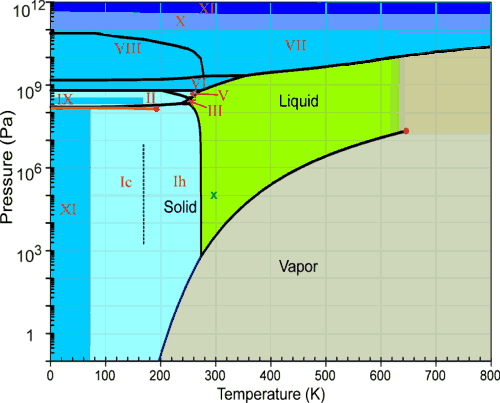 10¹²
XI
X
VIII
VII
10⁹
VI
V
IX
II
III
Liquid
Pressure (Pa)
10⁶
Ic
Ih
x
XI
Solid
10³
Vapor
1
0
100
200
300
400
500
600
700
800
Temperature (K)